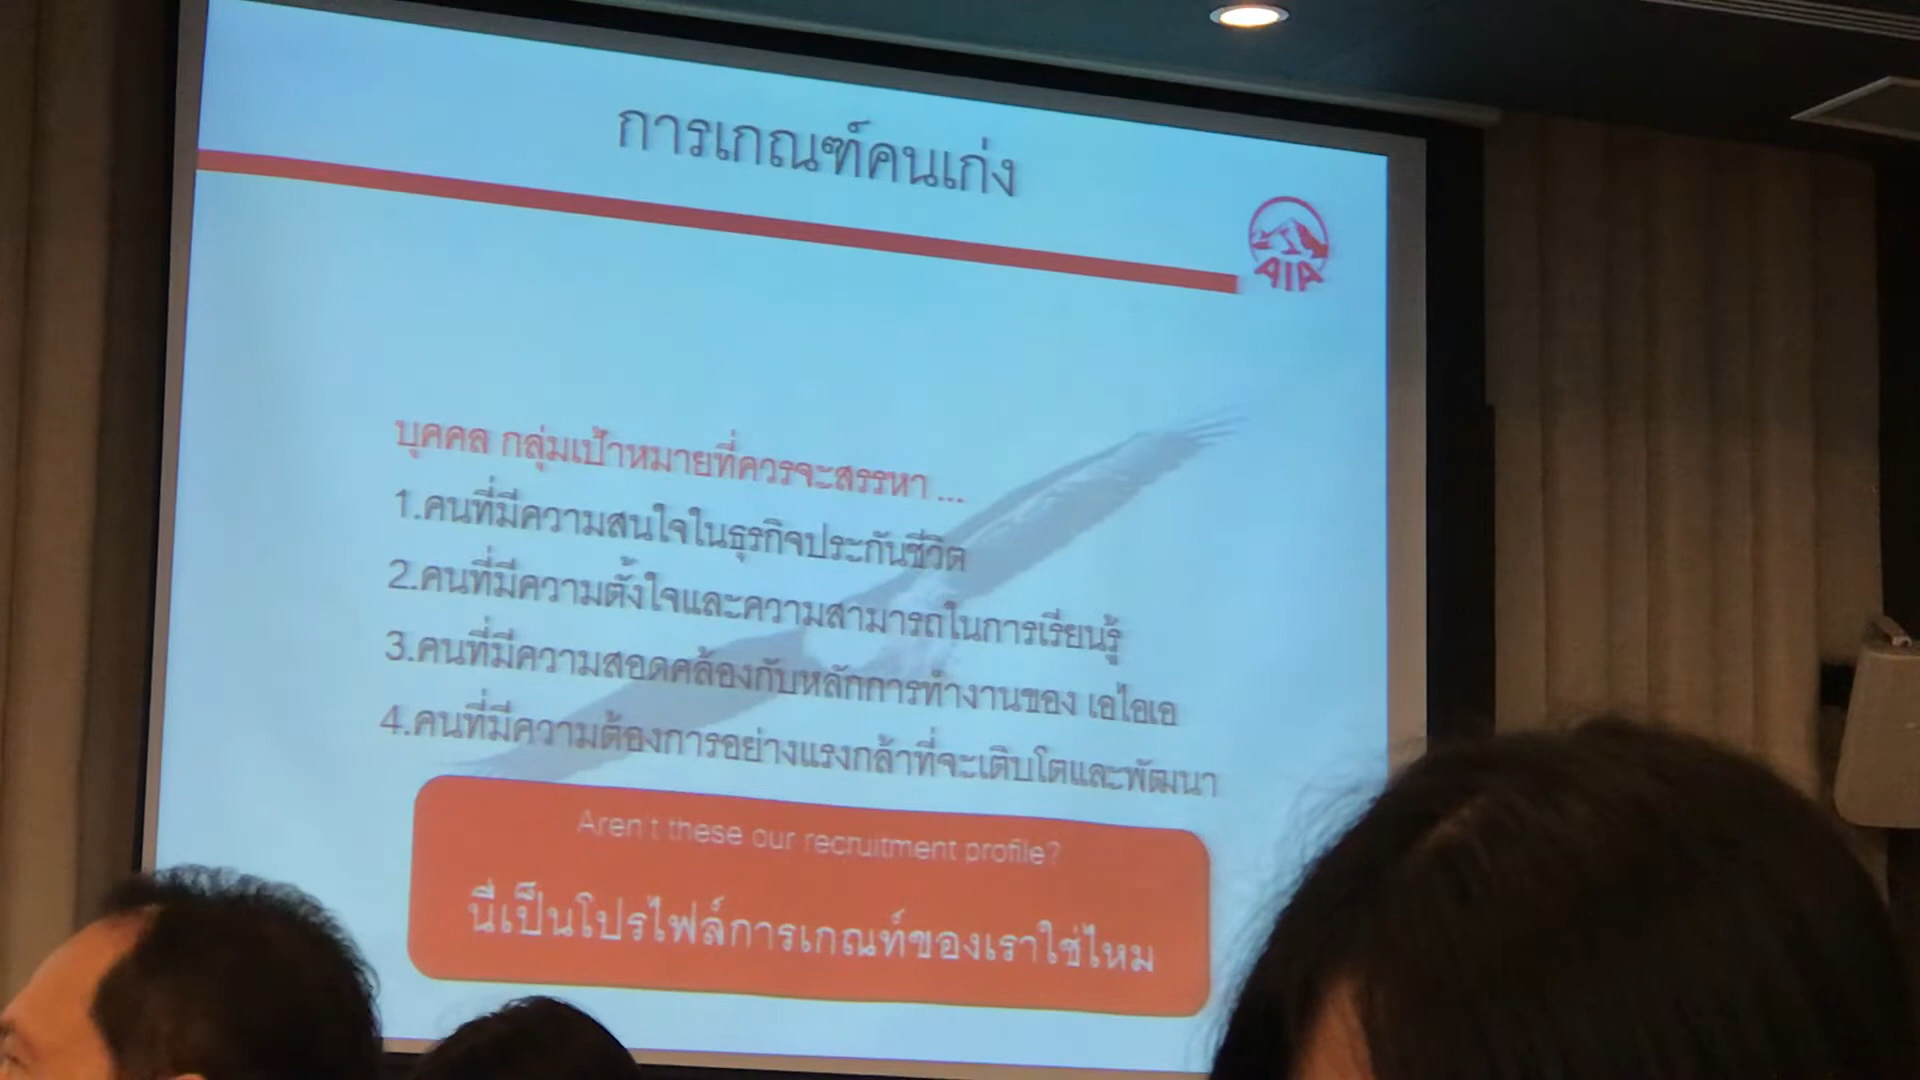 การเกณฑ์คนเก่ง
AIA
บุคคล กลุ่มเป้าหมายที่ควรจะสรรหา ...
1.คนที่มีความสนใจในธุรกิจประกันชีวิต
2.คนที่มีความตั้งใจและความสามารถในการเรียนรู้
3.คนที่มีความสอดคล้องกับหลักการทำงานของ เอไอเอ
4.คนที่มีความต้องการอย่างแรงกล้าที่จะเติบโตและพัฒนา
Aren't these our recruitment profile?
นี่เป็นโปรไฟล์การเกณฑ์ของเราใช่ไหม